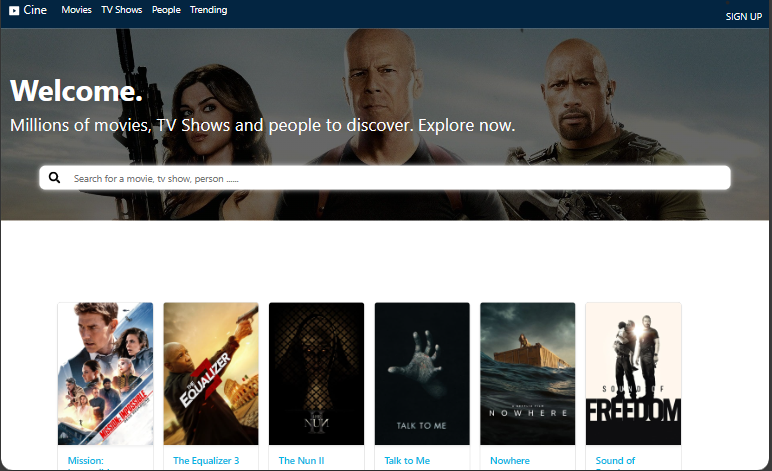 Cine Movies TV Shows People Trending
SIGN UP
Welcome.
Millions of movies, TV Shows and people to discover. Explore now.
Search for a movie, tv show, person ......
MISSION: IMPOSSIBLE
THE
EQUALIZER
3
THE
NUN
II
TALK TO ME
NOWHERE
SOUND OF
FREEDOM
Mission:
The Equalizer 3
The Nun II
Talk to Me
Nowhere
Sound of